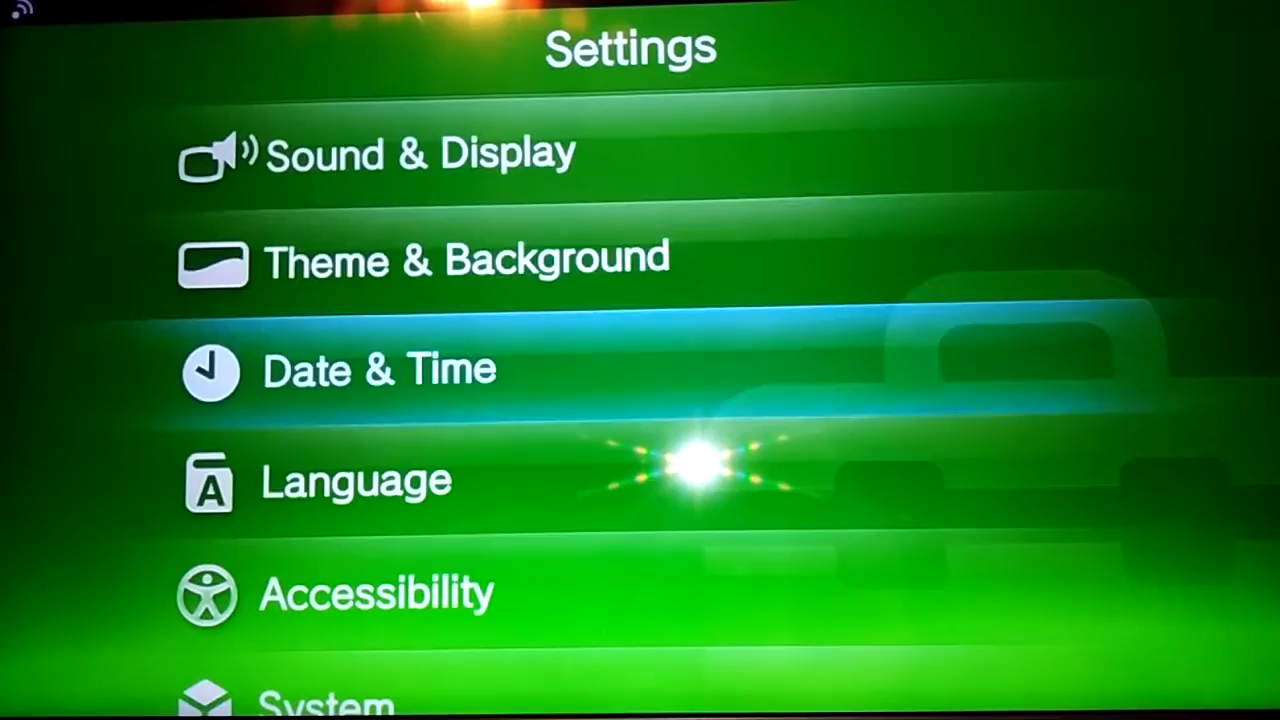 Settings
Sound & Display
Theme & Background
Date & Time
Language
Accessibility
System